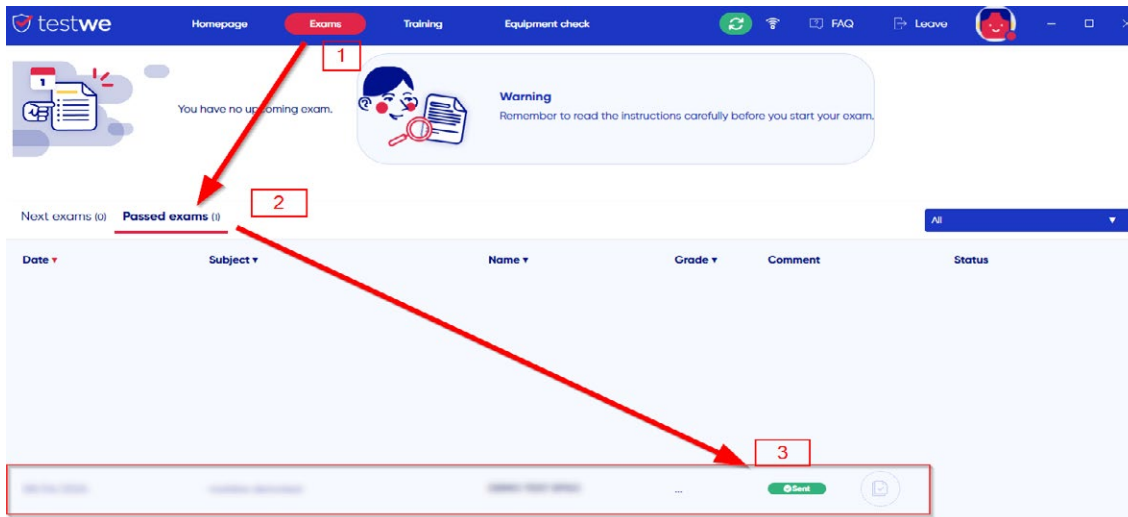 testwe Homepage Exams Training Equipment check FAQ Leave
1
1
You have no upcoming exam.
Warning
Remember to read the instructions carefully before you start your exam.
2
Next exams (0) Passed exams (1) All
Date Subject Name Grade Comment Status
3
... Sent